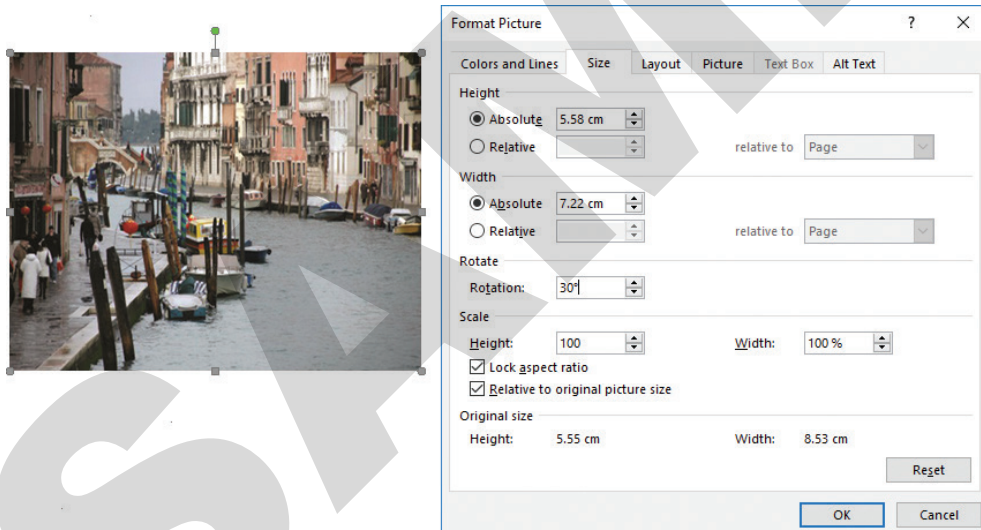 Format Picture ? ×
Colors and Lines Size Layout Picture Text Box Alt Text
Height
Absolute 5.58 cm
Relative relative to Page
Width
Absolute 7.22 cm
Relative relative to Page
Rotate
Rotation: 30°
Scale
Height: 100 Width: 100 %
Lock aspect ratio
Relative to original picture size
Original size
Height: 5.55 cm Width: 8.53 cm
Reset
OK Cancel